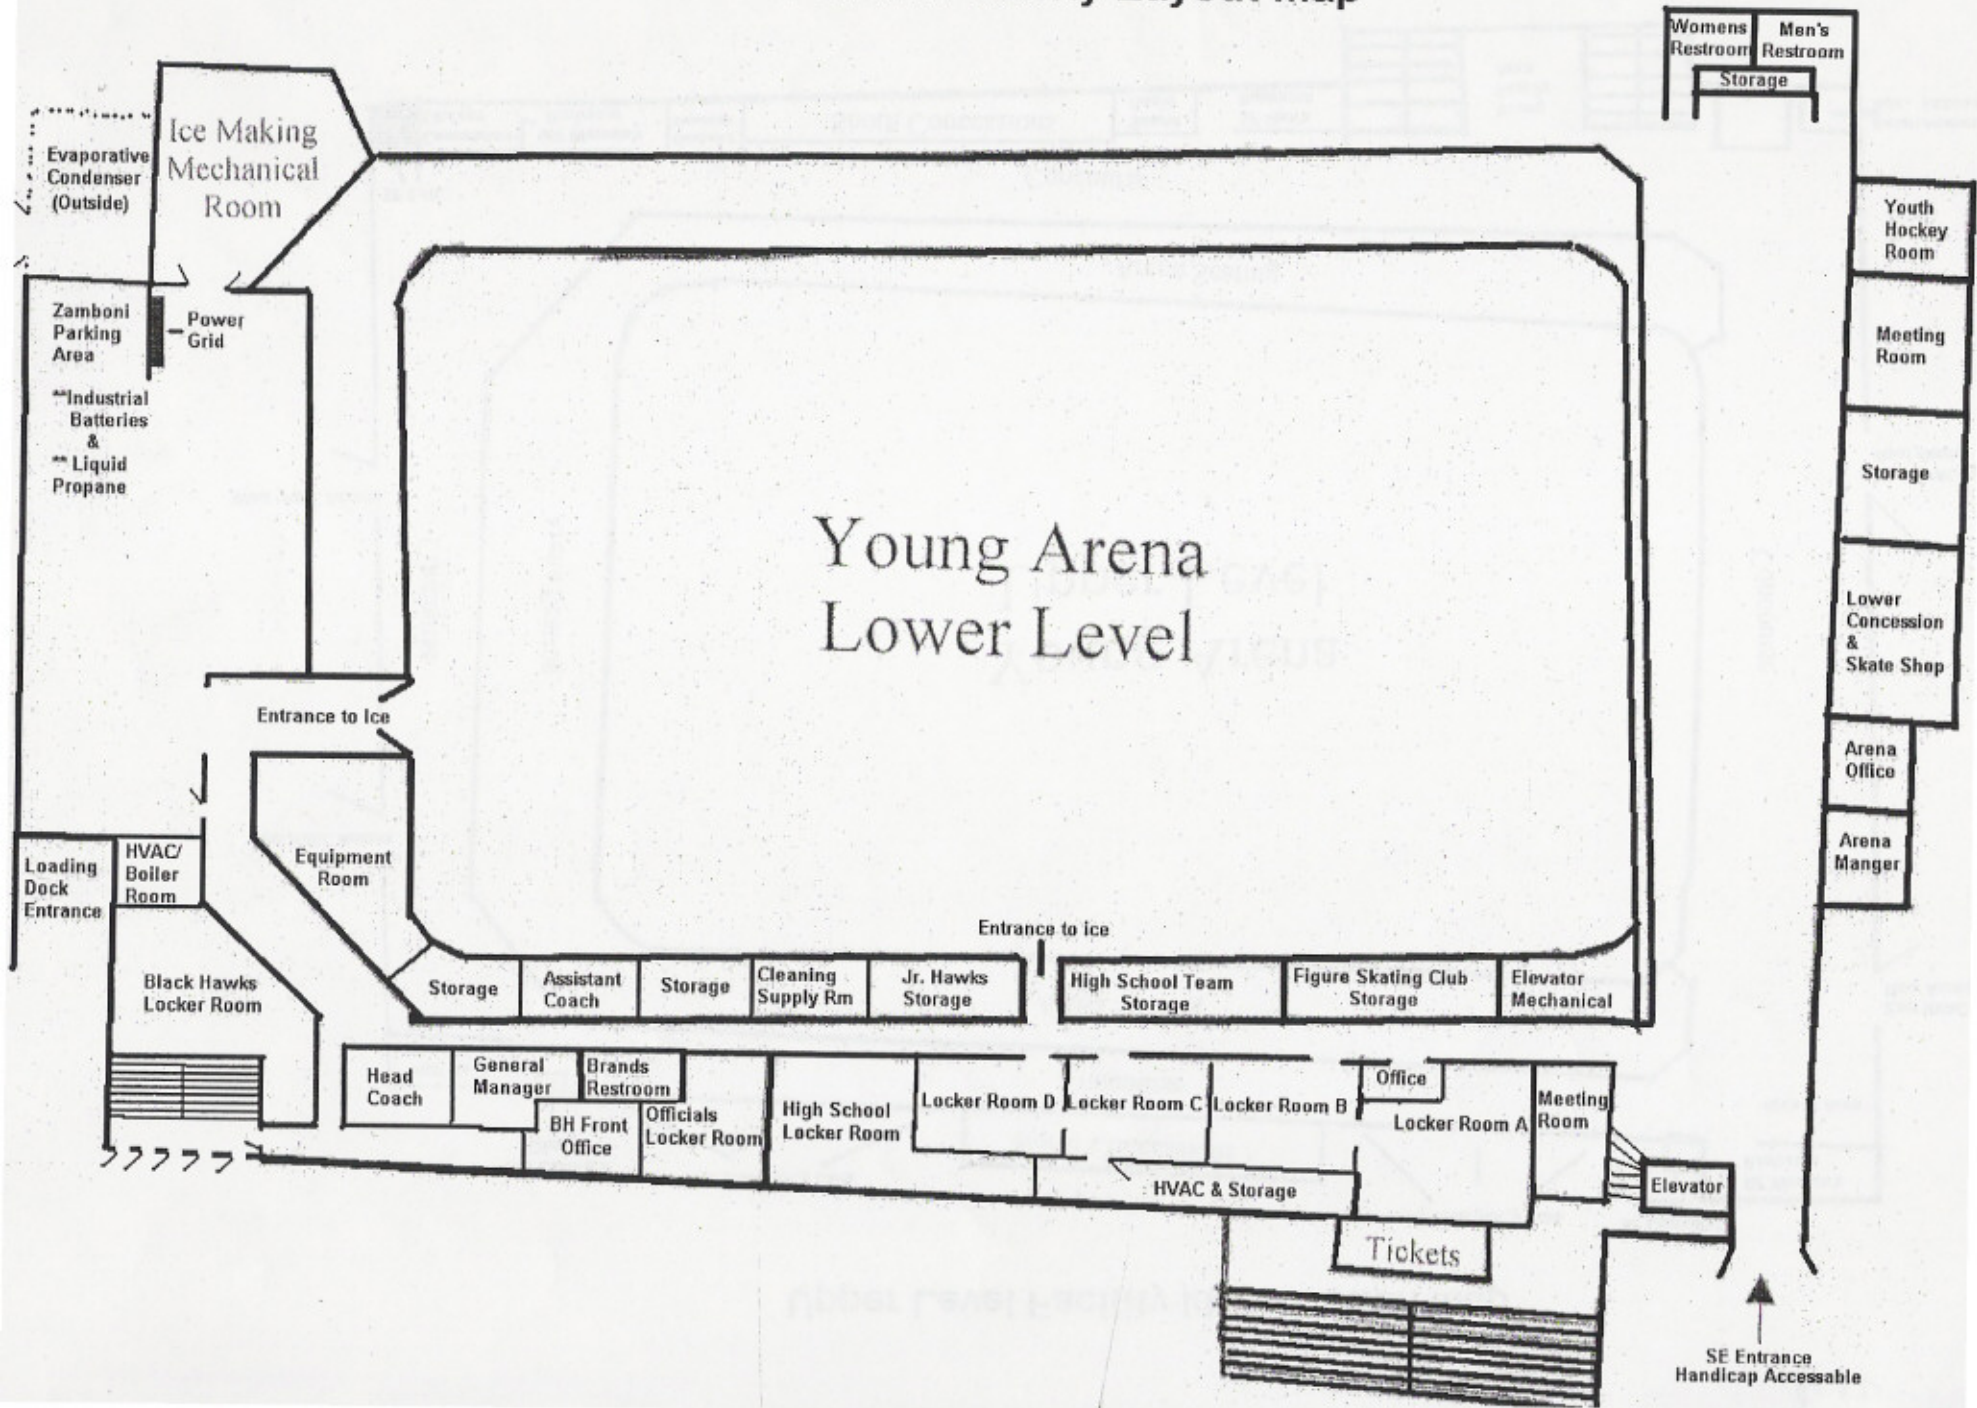 Layout Map
Womens
Restroom
Men's
Restroom
Storage
Ice Making
Mechanical
Room
Evaporative
Condenser
(Outside)
Youth
Hockey
Room
Zamboni
Parking
Area
Power
Grid
**Industrial
Batteries
&
** Liquid
Propane
Meeting
Room
Storage
Young Arena
Lower Level
Lower
Concession
&
Skate Shop
Entrance to Ice
Arena
Office
Arena
Manger
Loading
Dock
Entrance
HVAC/
Boiler
Room
Equipment
Room
Entrance to ice
Black Hawks
Locker Room
Storage
Assistant
Coach
Storage
Cleaning
Supply Rm
Jr. Hawks
Storage
High School Team
Storage
Figure Skating Club
Storage
Elevator
Mechanical
Head
Coach
General
Manager
Brands
Restroom
BH Front
Office
Officials
Locker Room
High School
Locker Room
Locker Room D
Locker Room C
Locker Room B
Office
Locker Room A
Meeting
Room
HVAC & Storage
Elevator
Tickets
SE Entrance
Handicap Accessable